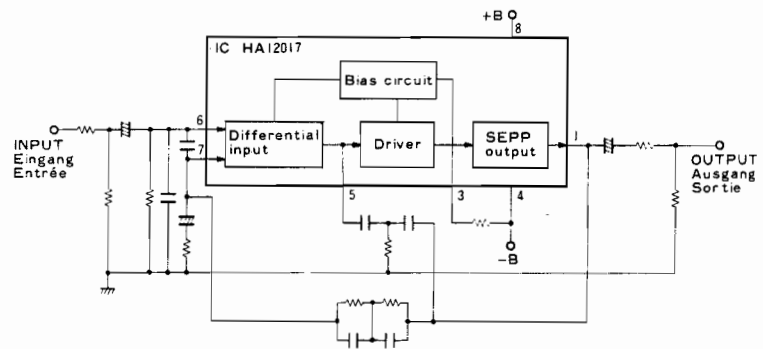 +B
8
IC HA12017
Bias circuit
6
7
Differential
input
Driver
SEPP
output
1
INPUT
Eingang
Entrée
OUTPUT
Ausgang
Sortie
5
3
4
-B